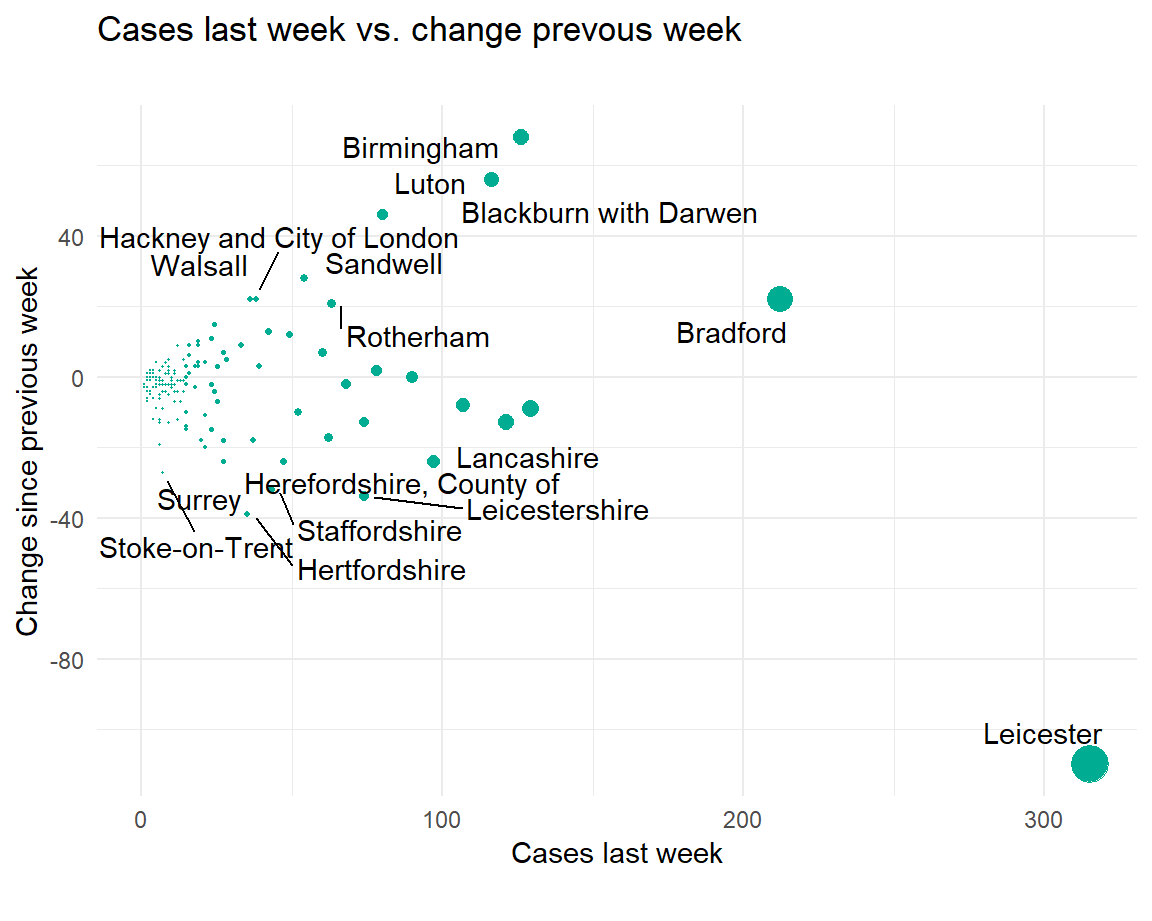 Cases last week vs. change prevous week
Birmingham
Luton
Blackburn with Darwen
40
Hackney and City of London
Walsall
Sandwell
Rotherham
Bradford
0
Change since previous week
Lancashire
Herefordshire, County of
Surrey
Leicestershire
-40
Staffordshire
Stoke-on-Trent
Hertfordshire
-80
Leicester
0
100
200
300
Cases last week